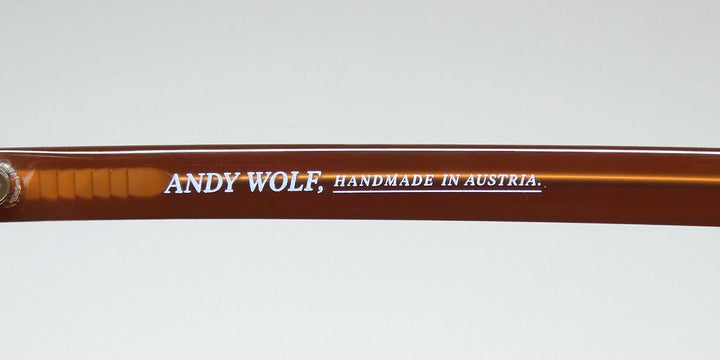 ANDY WOLF, HANDMADE IN AUSTRIA.